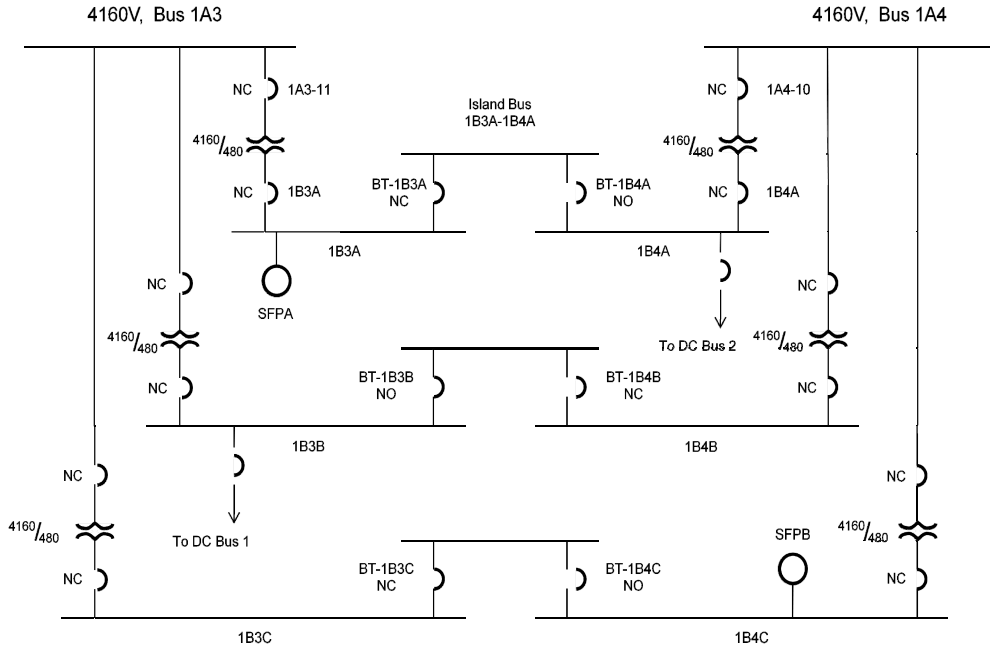 4160V, Bus 1A3
4160V, Bus 1A4
NC
1A3-11
NC
1A4-10
Island Bus
1B3A-1B4A
4160/480
4160/480
NC
1B3A
BT-1B3A
NC
BT-1B4A
NO
NC
1B4A
1B3A
1B4A
NC
SFPA
NC
4160/480
To DC Bus 2
4160/480
NC
BT-1B3B
NO
BT-1B4B
NC
NC
1B3B
1B4B
NC
NC
4160/480
To DC Bus 1
SFPB
4160/480
NC
BT-1B3C
NC
BT-1B4C
NO
NC
1B3C
1B4C